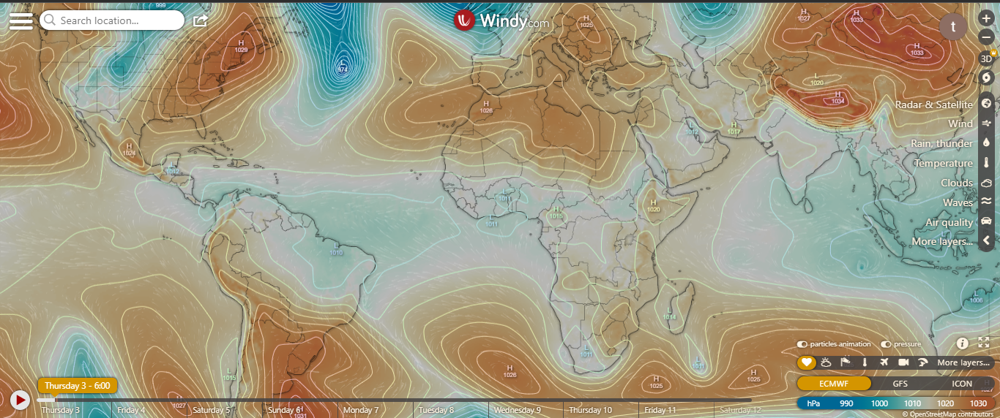 999
Search location...
Windy.com
t
3D
H
1025
H
1027
H
1033
H
1033
H
1029
L
974
L
1020
H
1034
H
1026
Radar & Satellite
Wind
Rain, thunder
Temperature
Clouds
Waves
Air quality
More layers...
L
1012
H
1017
H
1024
L
1012
L
1011
H
1020
H
1015
L
1011
L
1010
L
1006
L
1014
L
1011
L
1011
H
1026
H
1025
H
1025
L
1015
H
1027
H
1031
H
1027
particles animation
pressure
More layers...
ECMWF GFS ICON
hPa 990 1000 1010 1020 1030
Thursday 3 - 6:00
Thursday 3 Friday 4 Saturday 5 Sunday 6 Monday 7 Tuesday 8 Wednesday 9 Thursday 10 Friday 11 Saturday 12
© OpenStreetMap contributors